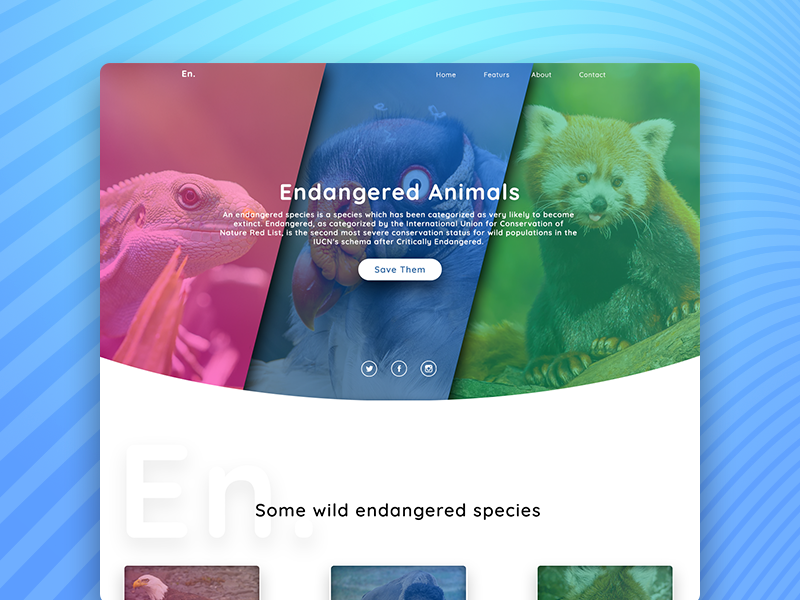 En.
Home Featurs About Contact
Endangered Animals
An endangered species is a species which has been categorized as very likely to become
extinct. Endangered, as categorized by the International Union for Conservation of
Nature Red List, is the second most severe conservation status for wild populations in the
IUCN's schema after Critically Endangered.
Save Them
En.
Some wild endangered species